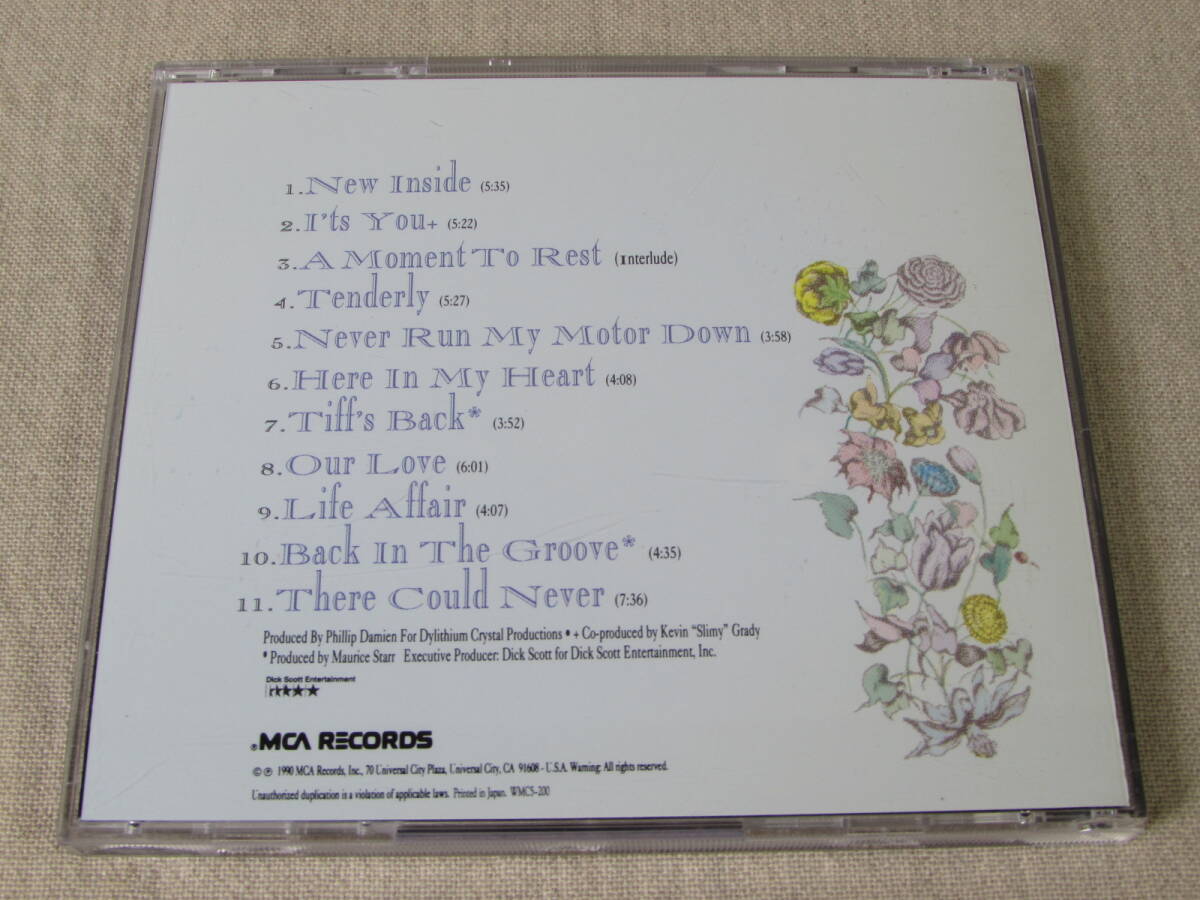 1. New Inside (5:35)
2. I'ts You+ (5:22)
3. A Moment To Rest (Interlude)
4. Tenderly (5:27)
5. Never Run My Motor Down (3:58)
6. Here In My Heart (4:08)
7. Tiff's Back* (3:52)
8. Our Love (6:01)
9. Life Affair (4:07)
10. Back In The Groove* (4:35)
11. There Could Never (7:36)
Produced By Phillip Damien For Dylithium Crystal Productions • + Co-produced by Kevin "Slimy" Grady
* Produced by Maurice Starr Executive Producer: Dick Scott for Dick Scott Entertainment, Inc.
Dick Scott Entertainment
®MCA RECORDS
© ℗ 1990 MCA Records, Inc., 70 Universal City Plaza, Universal City, CA 91608 - U.S.A. Warning: All rights reserved.
Unauthorized duplication is a violation of applicable laws. Printed in Japan. WMC5-200